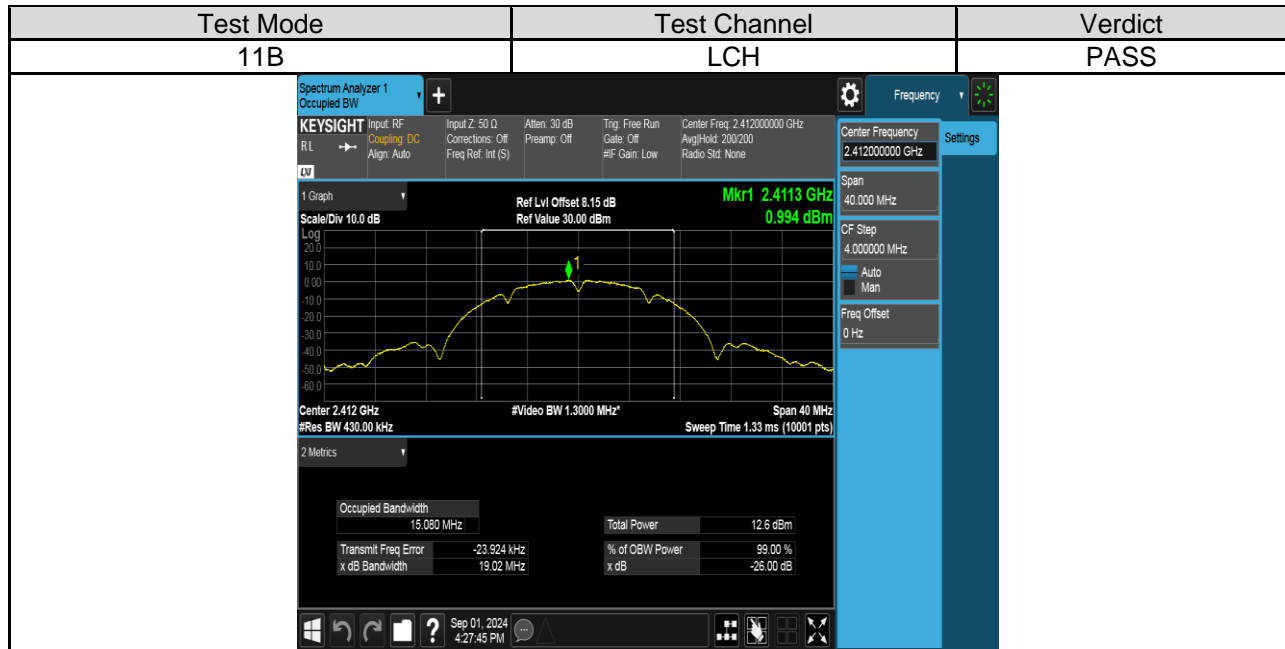 Test Mode Test Channel Verdict
11B LCH PASS
Spectrum Analyzer 1
Occupied BW
+
Frequency
KEYSIGHT Input: RF Input Z: 50 Ω Atten: 30 dB Trig: Free Run Center Freq: 2.412000000 GHz
RL Coupling: DC Corrections: Off Preamp: Off Gate: Off Avg|Hold: 200/200
Align: Auto Freq Ref: Int (S) #IF Gain: Low Radio Std: None
LXI
Center Frequency
2.412000000 GHz
Settings
Span
40.000 MHz
CF Step
4.000000 MHz
Auto
Man
Freq Offset
0 Hz
1 Graph
Ref Lvl Offset 8.15 dB
Mkr1 2.4113 GHz
Scale/Div 10.0 dB Ref Value 30.00 dBm 0.994 dBm
Log
20.0
10.0
0.00
-10.0
-20.0
-30.0
-40.0
-50.0
-60.0
1
Center 2.412 GHz #Video BW 1.3000 MHz* Span 40 MHz
#Res BW 430.00 kHz Sweep Time 1.33 ms (10001 pts)
2 Metrics
Occupied Bandwidth
15.080 MHz Total Power 12.6 dBm
Transmit Freq Error -23.924 kHz % of OBW Power 99.00 %
x dB Bandwidth 19.02 MHz x dB -26.00 dB
? Sep 01, 2024
4:27:45 PM